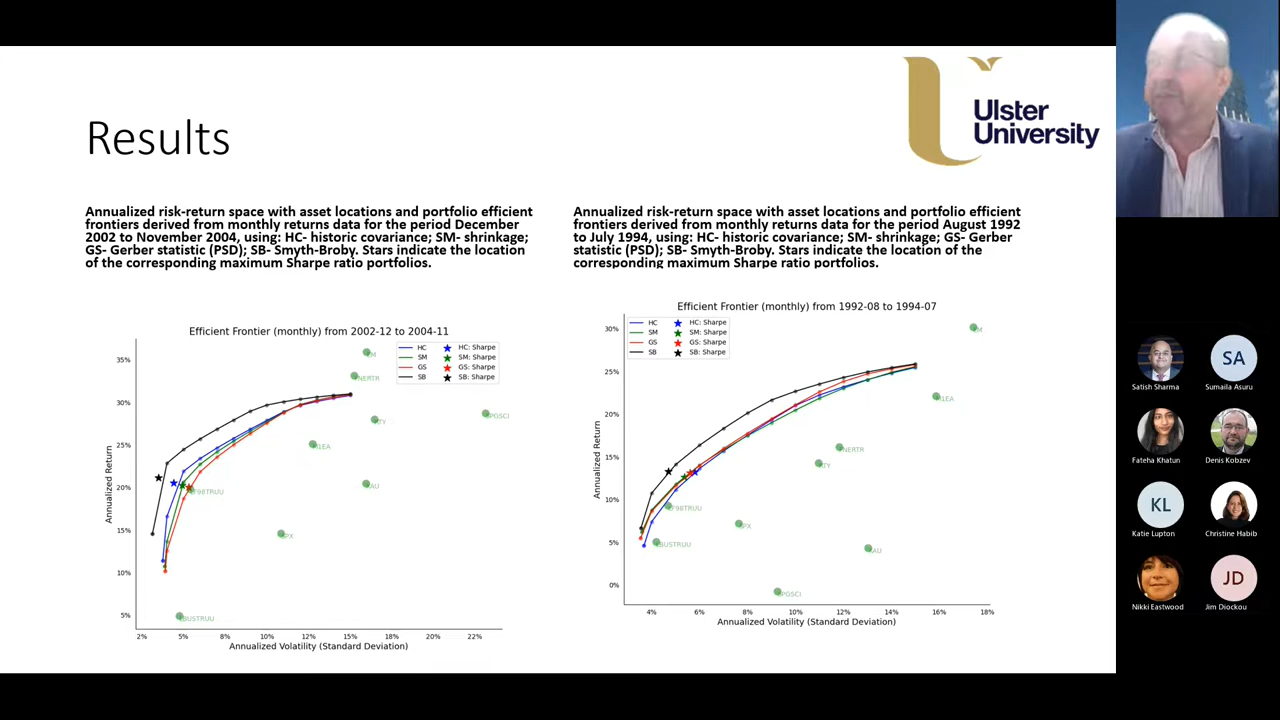 Results
Ulster
University
Annualized risk-return space with asset locations and portfolio efficient
frontiers derived from monthly returns data for the period December
2002 to November 2004, using: HC- historic covariance; SM- shrinkage;
GS- Gerber statistic (PSD); SB- Smyth-Broby. Stars indicate the location
of the corresponding maximum Sharpe ratio portfolios.
Annualized risk-return space with asset locations and portfolio efficient
frontiers derived from monthly returns data for the period August 1992
to July 1994, using: HC- historic covariance; SM- shrinkage; GS- Gerber
statistic (PSD); SB- Smyth-Broby. Stars indicate the location of the
corresponding maximum Sharpe ratio portfolios.
Efficient Frontier (monthly) from 2002-12 to 2004-11
HC HC: Sharpe
SM SM: Sharpe
GS GS: Sharpe
SB SB: Sharpe
35%
30%
25%
20%
15%
10%
5%
Annualized Return
2% 5% 8% 10% 12% 15% 18% 20% 22%
Annualized Volatility (Standard Deviation)
Efficient Frontier (monthly) from 1992-08 to 1994-07
HC HC: Sharpe
SM SM: Sharpe
GS GS: Sharpe
SB SB: Sharpe
30%
25%
20%
15%
10%
5%
0%
Annualized Return
4% 6% 8% 10% 12% 14% 16% 18%
Annualized Volatility (Standard Deviation)
Satish Sharma
SA
Sumaila Asuru
Fateha Khatun
Denis Kobzev
KL
Katie Lupton
Christine Habib
Nikki Eastwood
JD
Jim Diockou